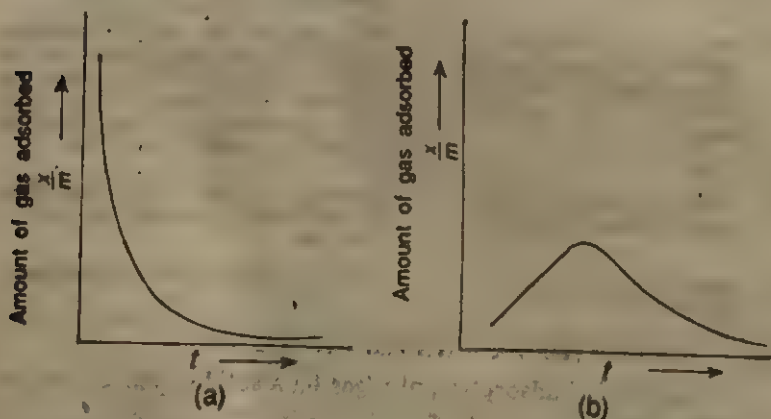 Amount of gas adsorbed
x/m
t
(a)
Amount of gas adsorbed
x/m
t
(b)